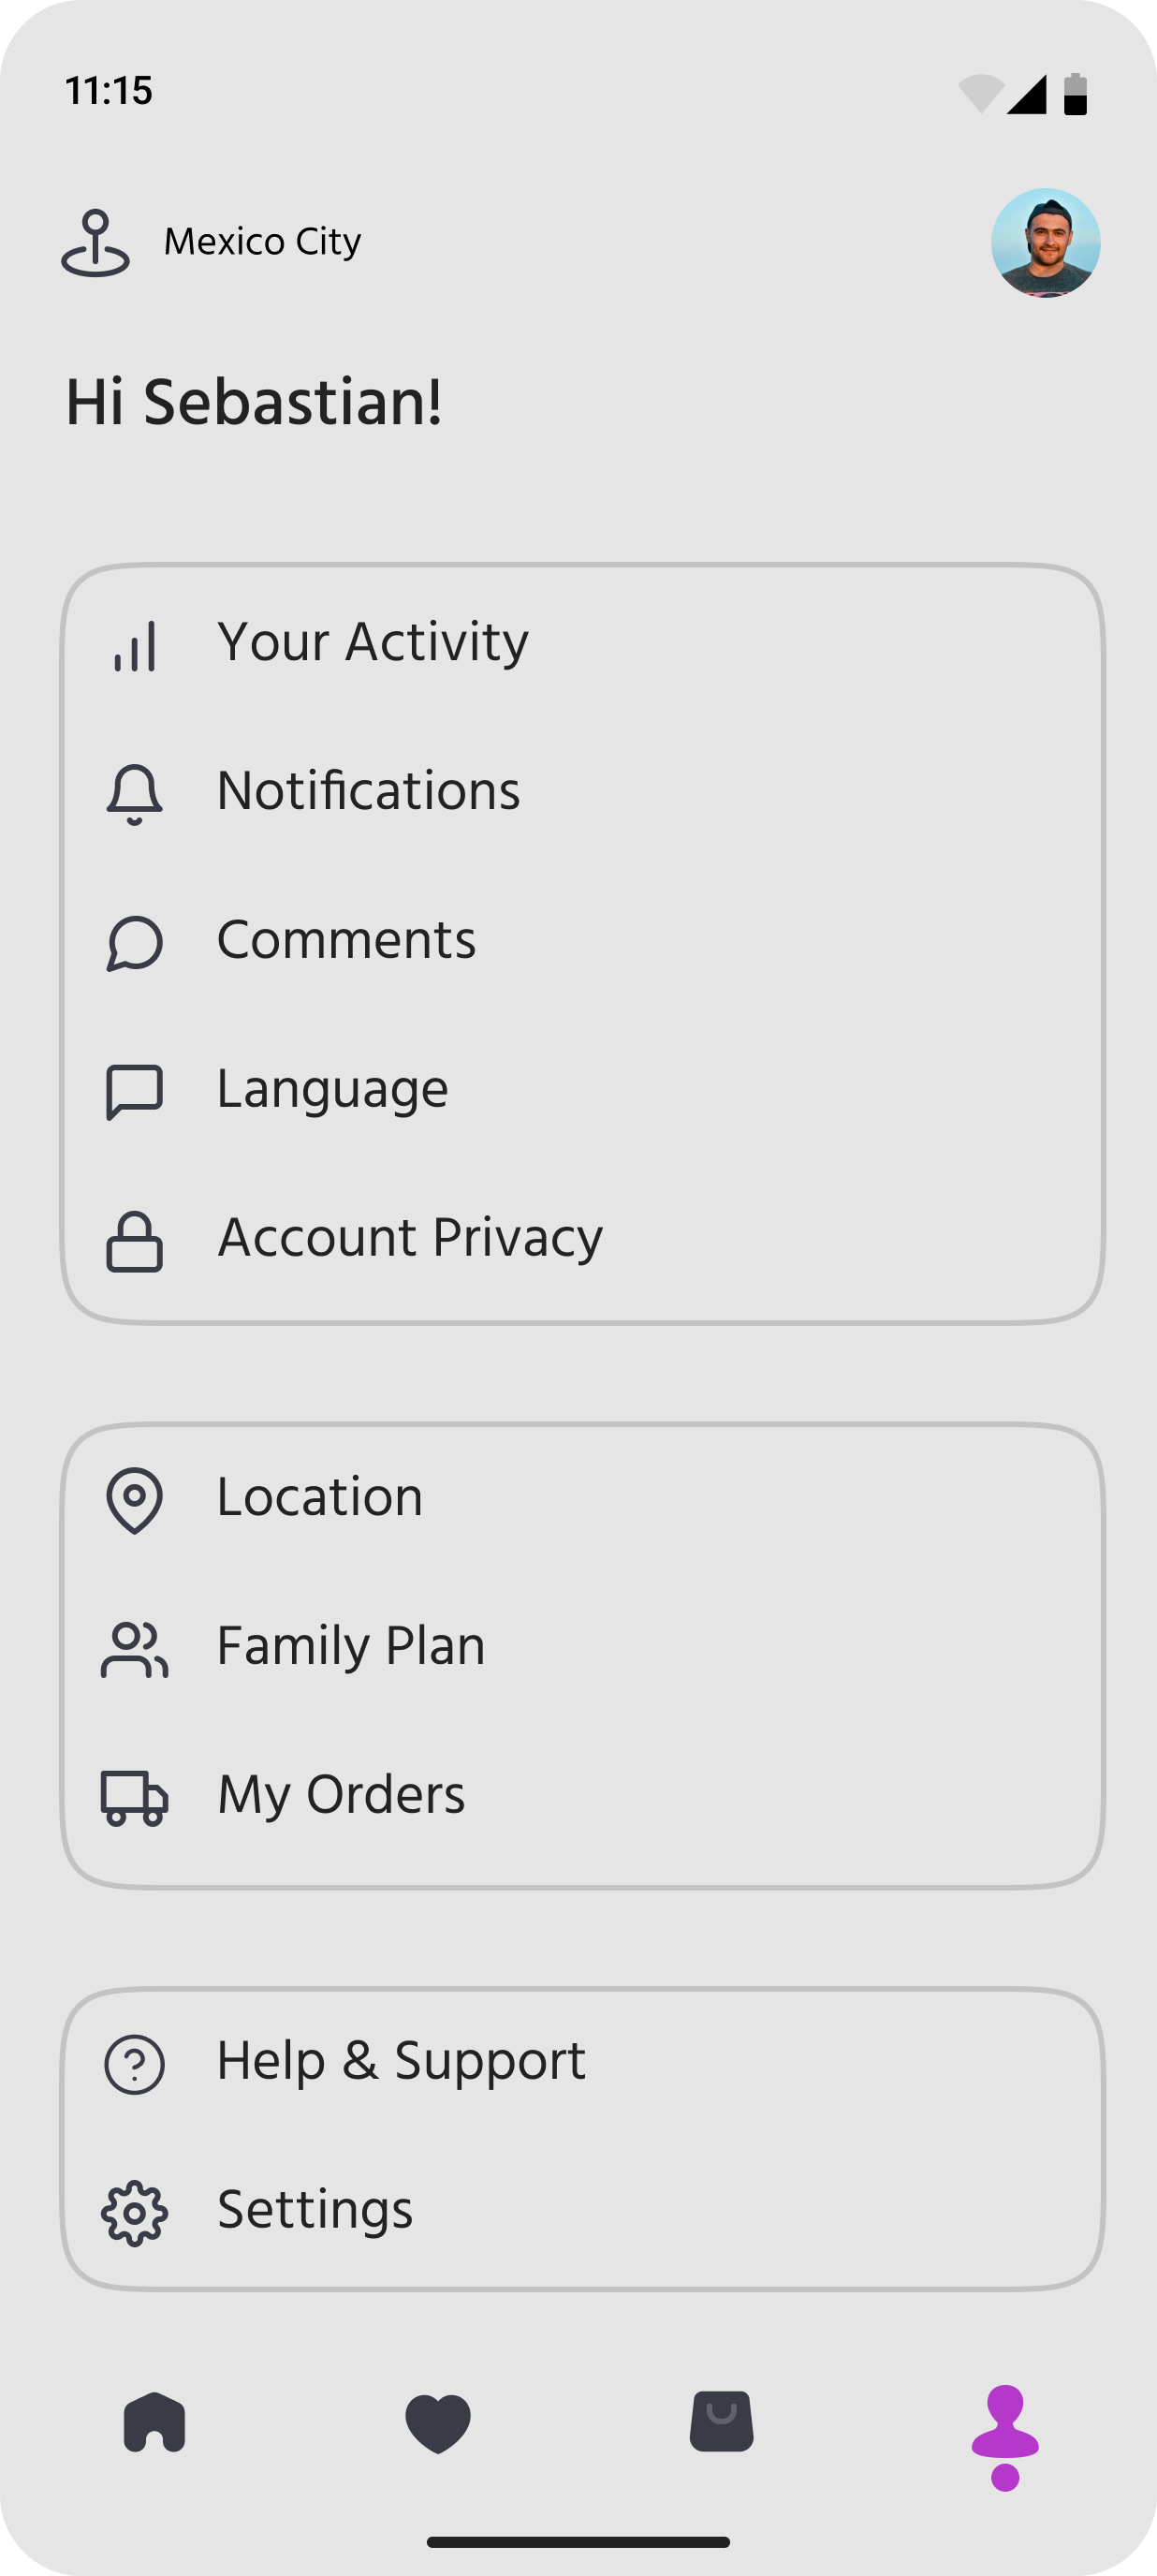 11:15
Mexico City
Hi Sebastian!
Your Activity
Notifications
Comments
Language
Account Privacy
Location
Family Plan
My Orders
Help & Support
Settings